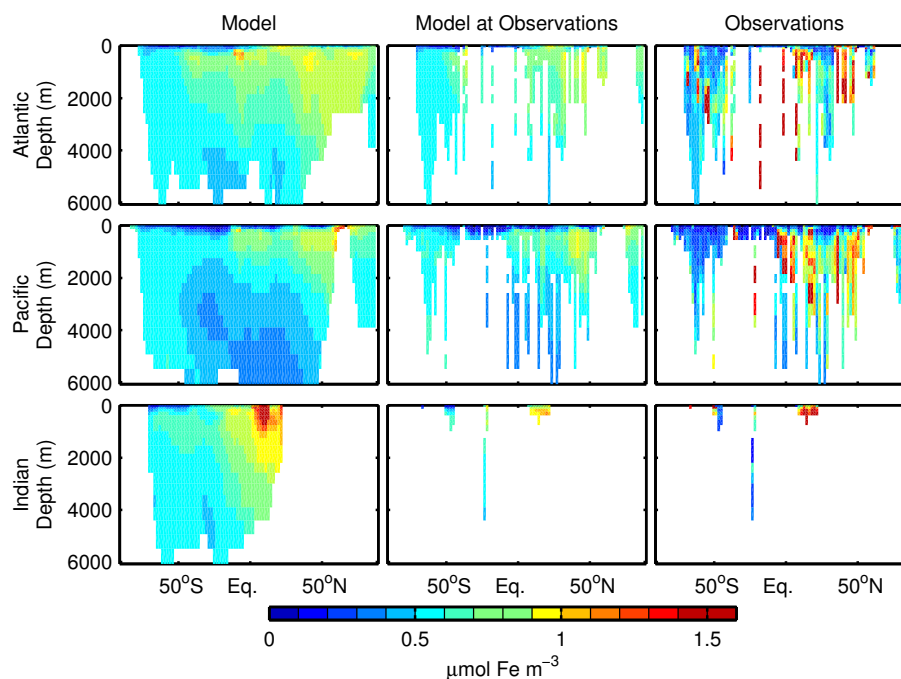 Model Model at Observations Observations
Atlantic
Depth (m)
0
2000
4000
6000
Pacific
Depth (m)
0
2000
4000
6000
Indian
Depth (m)
0
2000
4000
6000
50°S Eq. 50°N 50°S Eq. 50°N 50°S Eq. 50°N
0 0.5 1 1.5
μmol Fe m⁻³